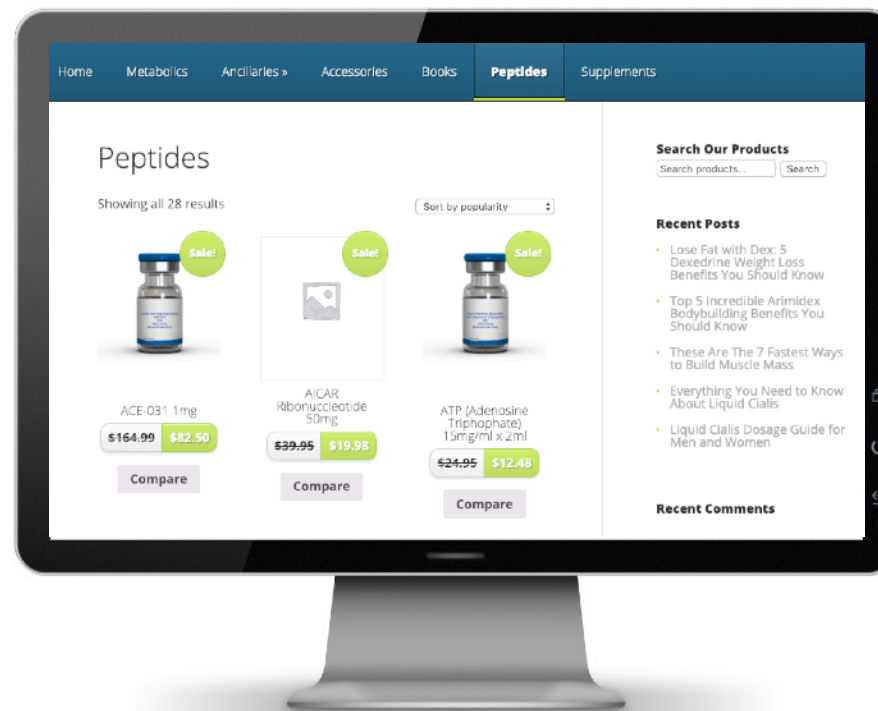 Home Metabolics Ancillaries » Accessories Books Peptides Supplements
Peptides
Showing all 28 results
Sort by popularity
Sale!
Sale!
Sale!
ACE-031 1mg
$164.99 $82.50
Compare
AICAR
Ribonuccleotide
50mg
$39.95 $19.98
Compare
ATP (Adenosine
Triphophate)
15mg/ml x 2ml
$24.95 $12.48
Compare
Search Our Products
Search products... Search
Recent Posts
Lose Fat with Dex: 5
Dexedrine Weight Loss
Benefits You Should Know
Top 5 Incredible Arimidex
Bodybuilding Benefits You
Should Know
These Are The 7 Fastest Ways
to Build Muscle Mass
Everything You Need to Know
About Liquid Cialis
Liquid Cialis Dosage Guide for
Men and Women
Recent Comments